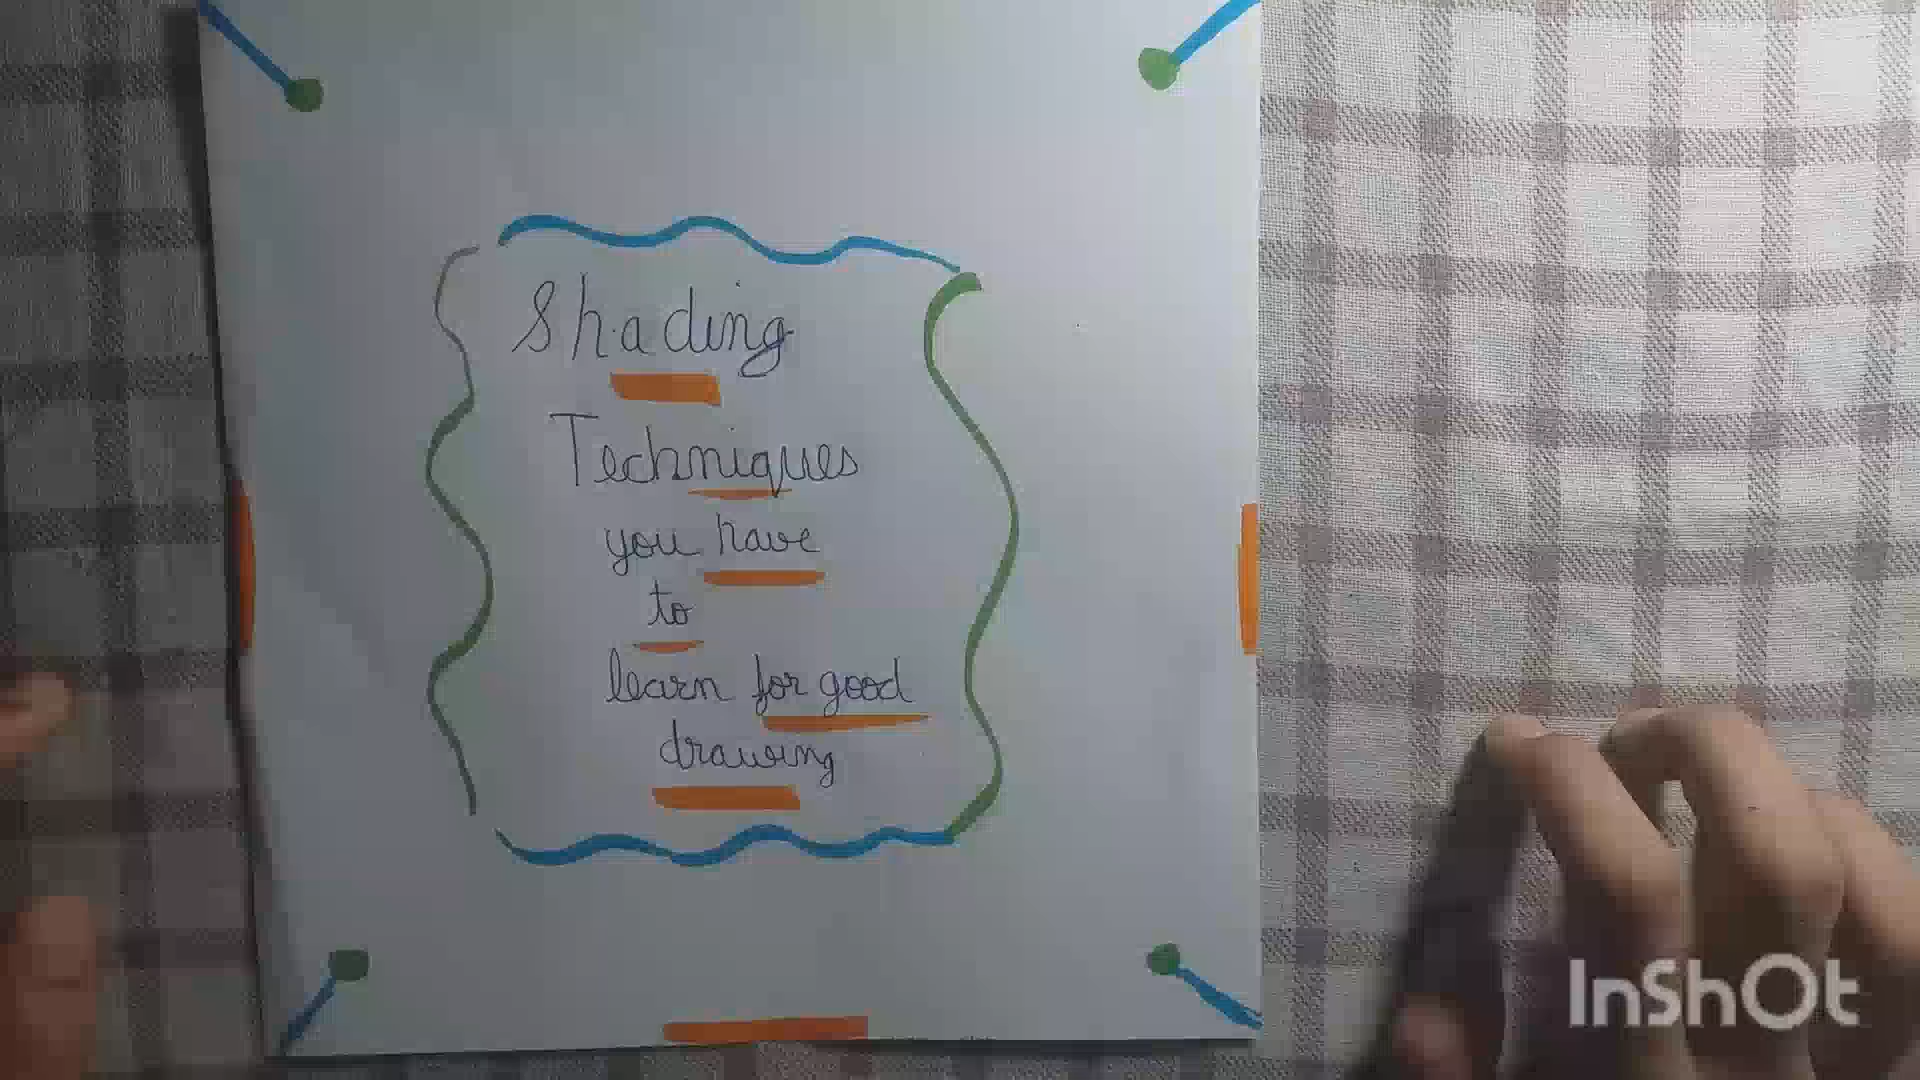 Shading
Techniques
you have
to
learn for good
drawing
InShOt